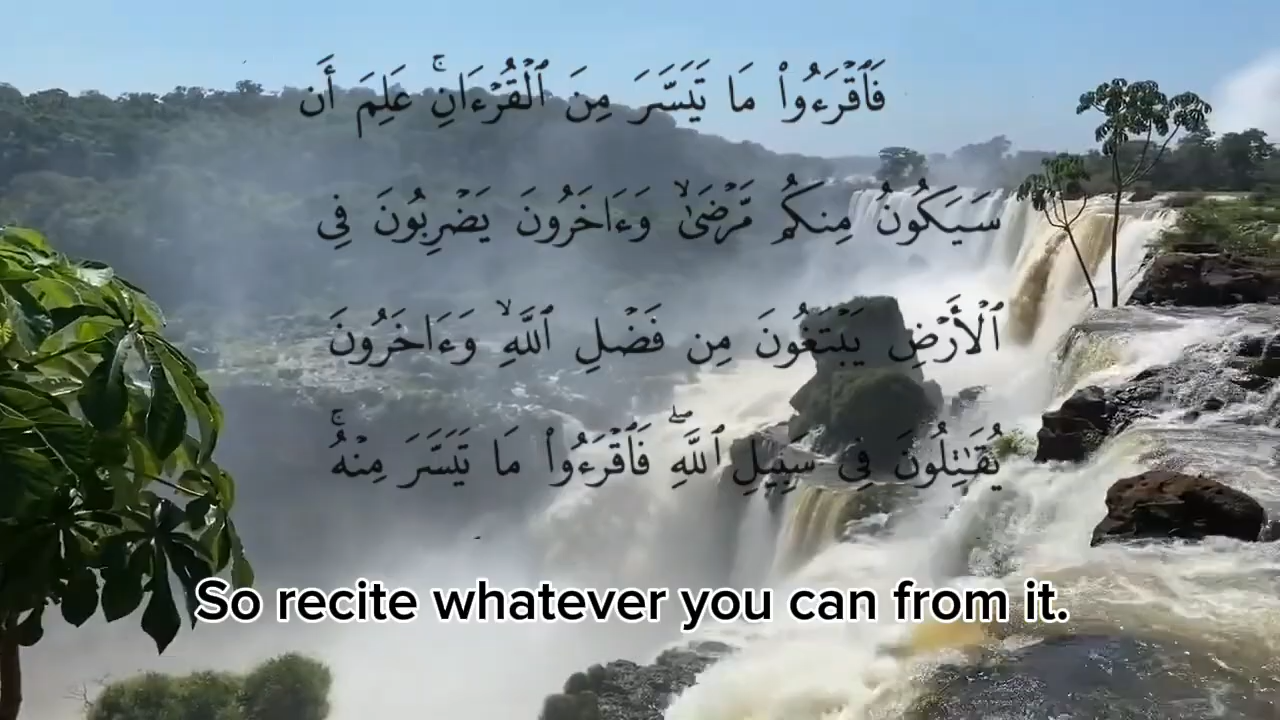 فَٱقْرَءُوا۟ مَا تَيَسَّرَ مِنَ ٱلْقُرْءَانِ ۚ عَلِمَ أَن
سَيَكُونُ مِنكُم مَّرْضَىٰ ۙ وَءَاخَرُونَ يَضْرِبُونَ فِى
ٱلْأَرْضِ يَبْتَغُونَ مِن فَضْلِ ٱللَّهِ ۙ وَءَاخَرُونَ
يُقَـٰتِلُونَ فِى سَبِيلِ ٱللَّهِ ۖ فَٱقْرَءُوا۟ مَا تَيَسَّرَ مِنْهُ ۚ
So recite whatever you can from it.